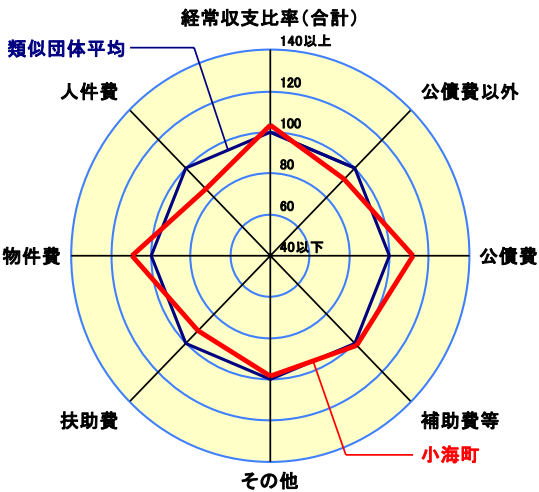 経常収支比率(合計)
140以上
類似団体平均
120
人件費
公債費以外
100
80
60
40以下
物件費
公債費
扶助費
補助費等
小海町
その他